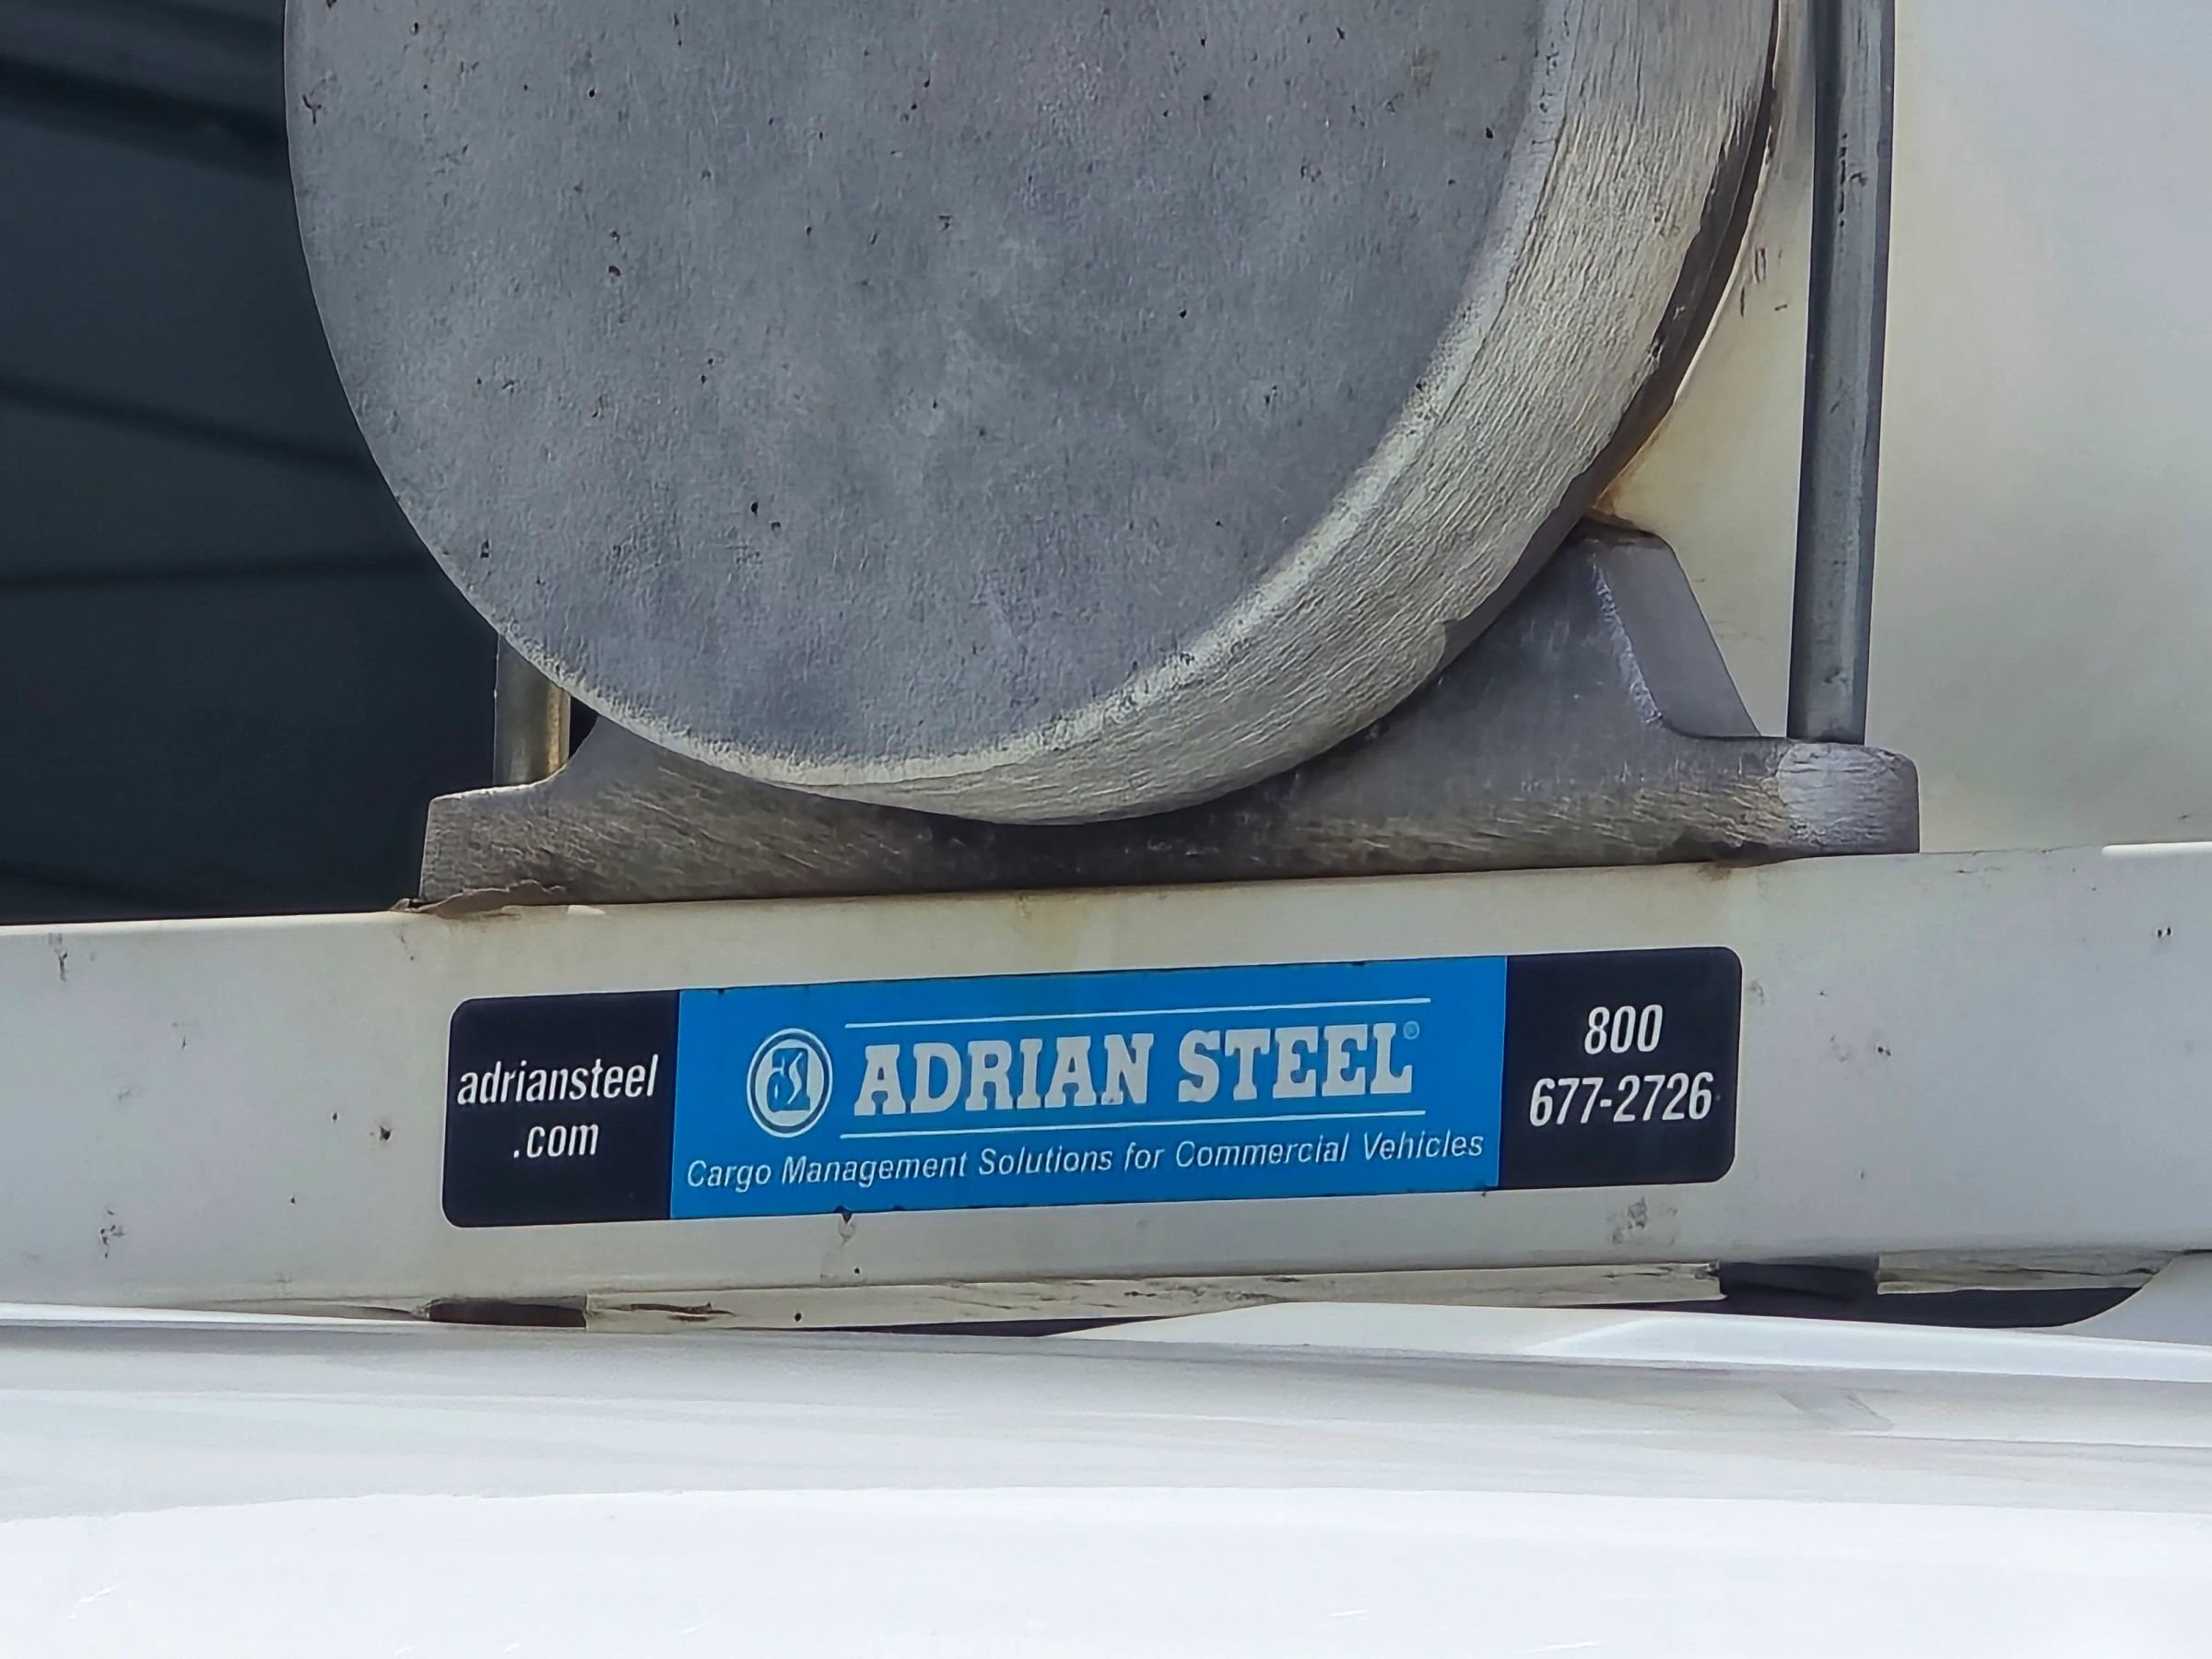 adriansteel
.com
ADRIAN STEEL®
Cargo Management Solutions for Commercial Vehicles
800
677-2726